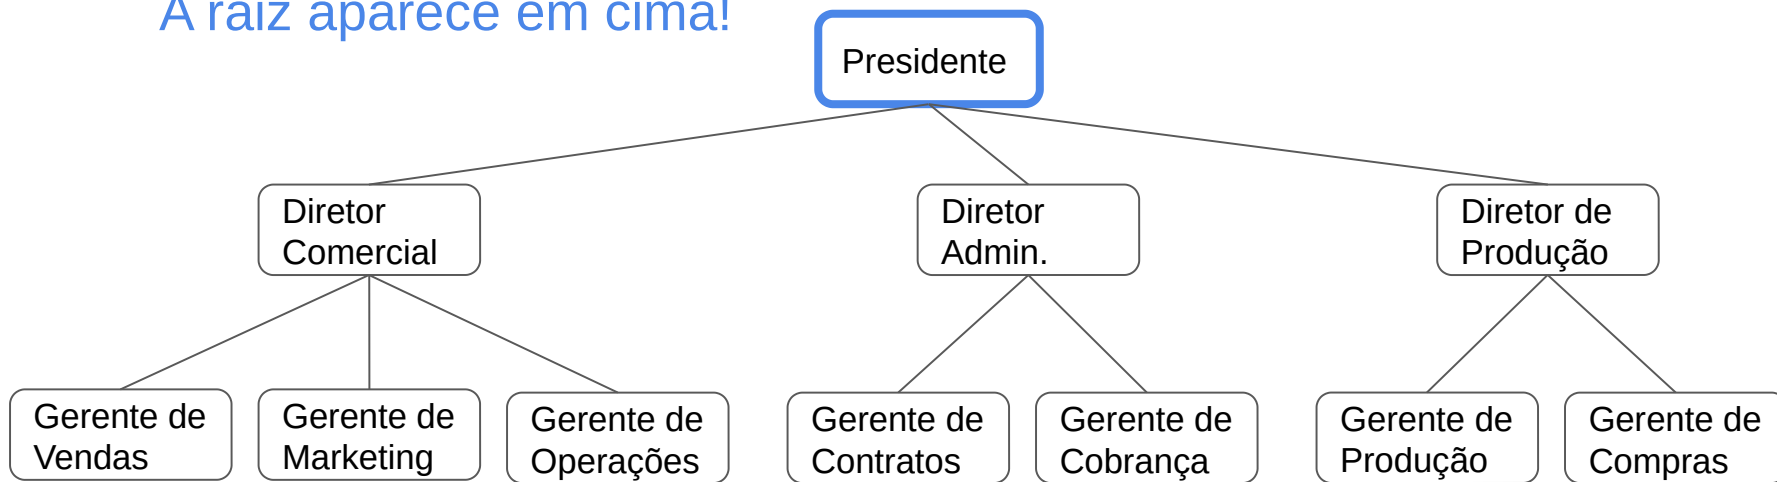 A raiz aparece em cima!
Presidente
Diretor
Comercial
Diretor
Admin.
Diretor de
Produção
Gerente de
Vendas
Gerente de
Marketing
Gerente de
Operações
Gerente de
Contratos
Gerente de
Cobrança
Gerente de
Produção
Gerente de
Compras